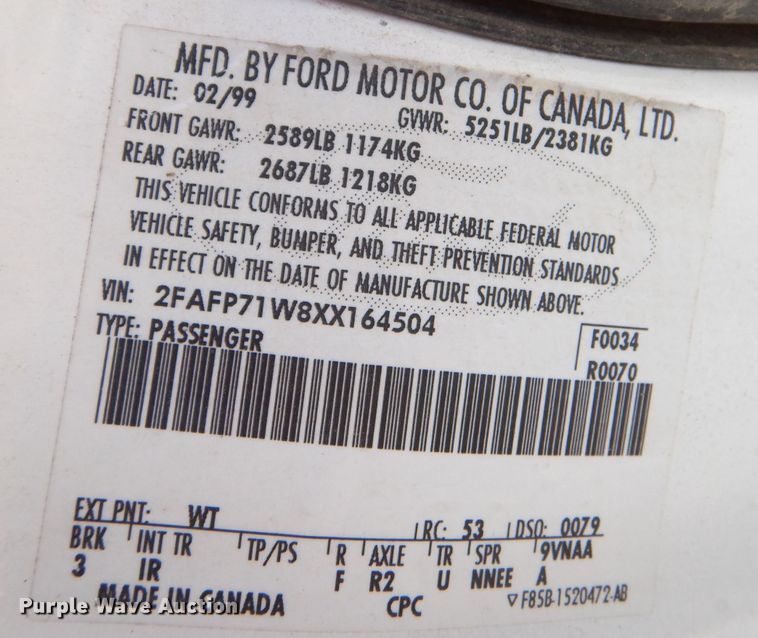 MFD. BY FORD MOTOR CO. OF CANADA, LTD.
DATE: 02/99 GVWR: 5251LB/2381KG
FRONT GAWR: 2589LB 1174KG
REAR GAWR: 2687LB 1218KG
THIS VEHICLE CONFORMS TO ALL APPLICABLE FEDERAL MOTOR
VEHICLE SAFETY, BUMPER, AND THEFT PREVENTION STANDARDS
IN EFFECT ON THE DATE OF MANUFACTURE SHOWN ABOVE.
VIN: 2FAFP71W8XX164504
TYPE: PASSENGER
F0034
R0070
EXT PNT: WT RC: 53 DSO: 0079
BRK INT TR TP/PS R AXLE TR SPR 9VNAA
3 IR F R2 U NNEE A
MADE IN CANADA CPC ▽F85B-1520472-AB
Purple Wave Auction